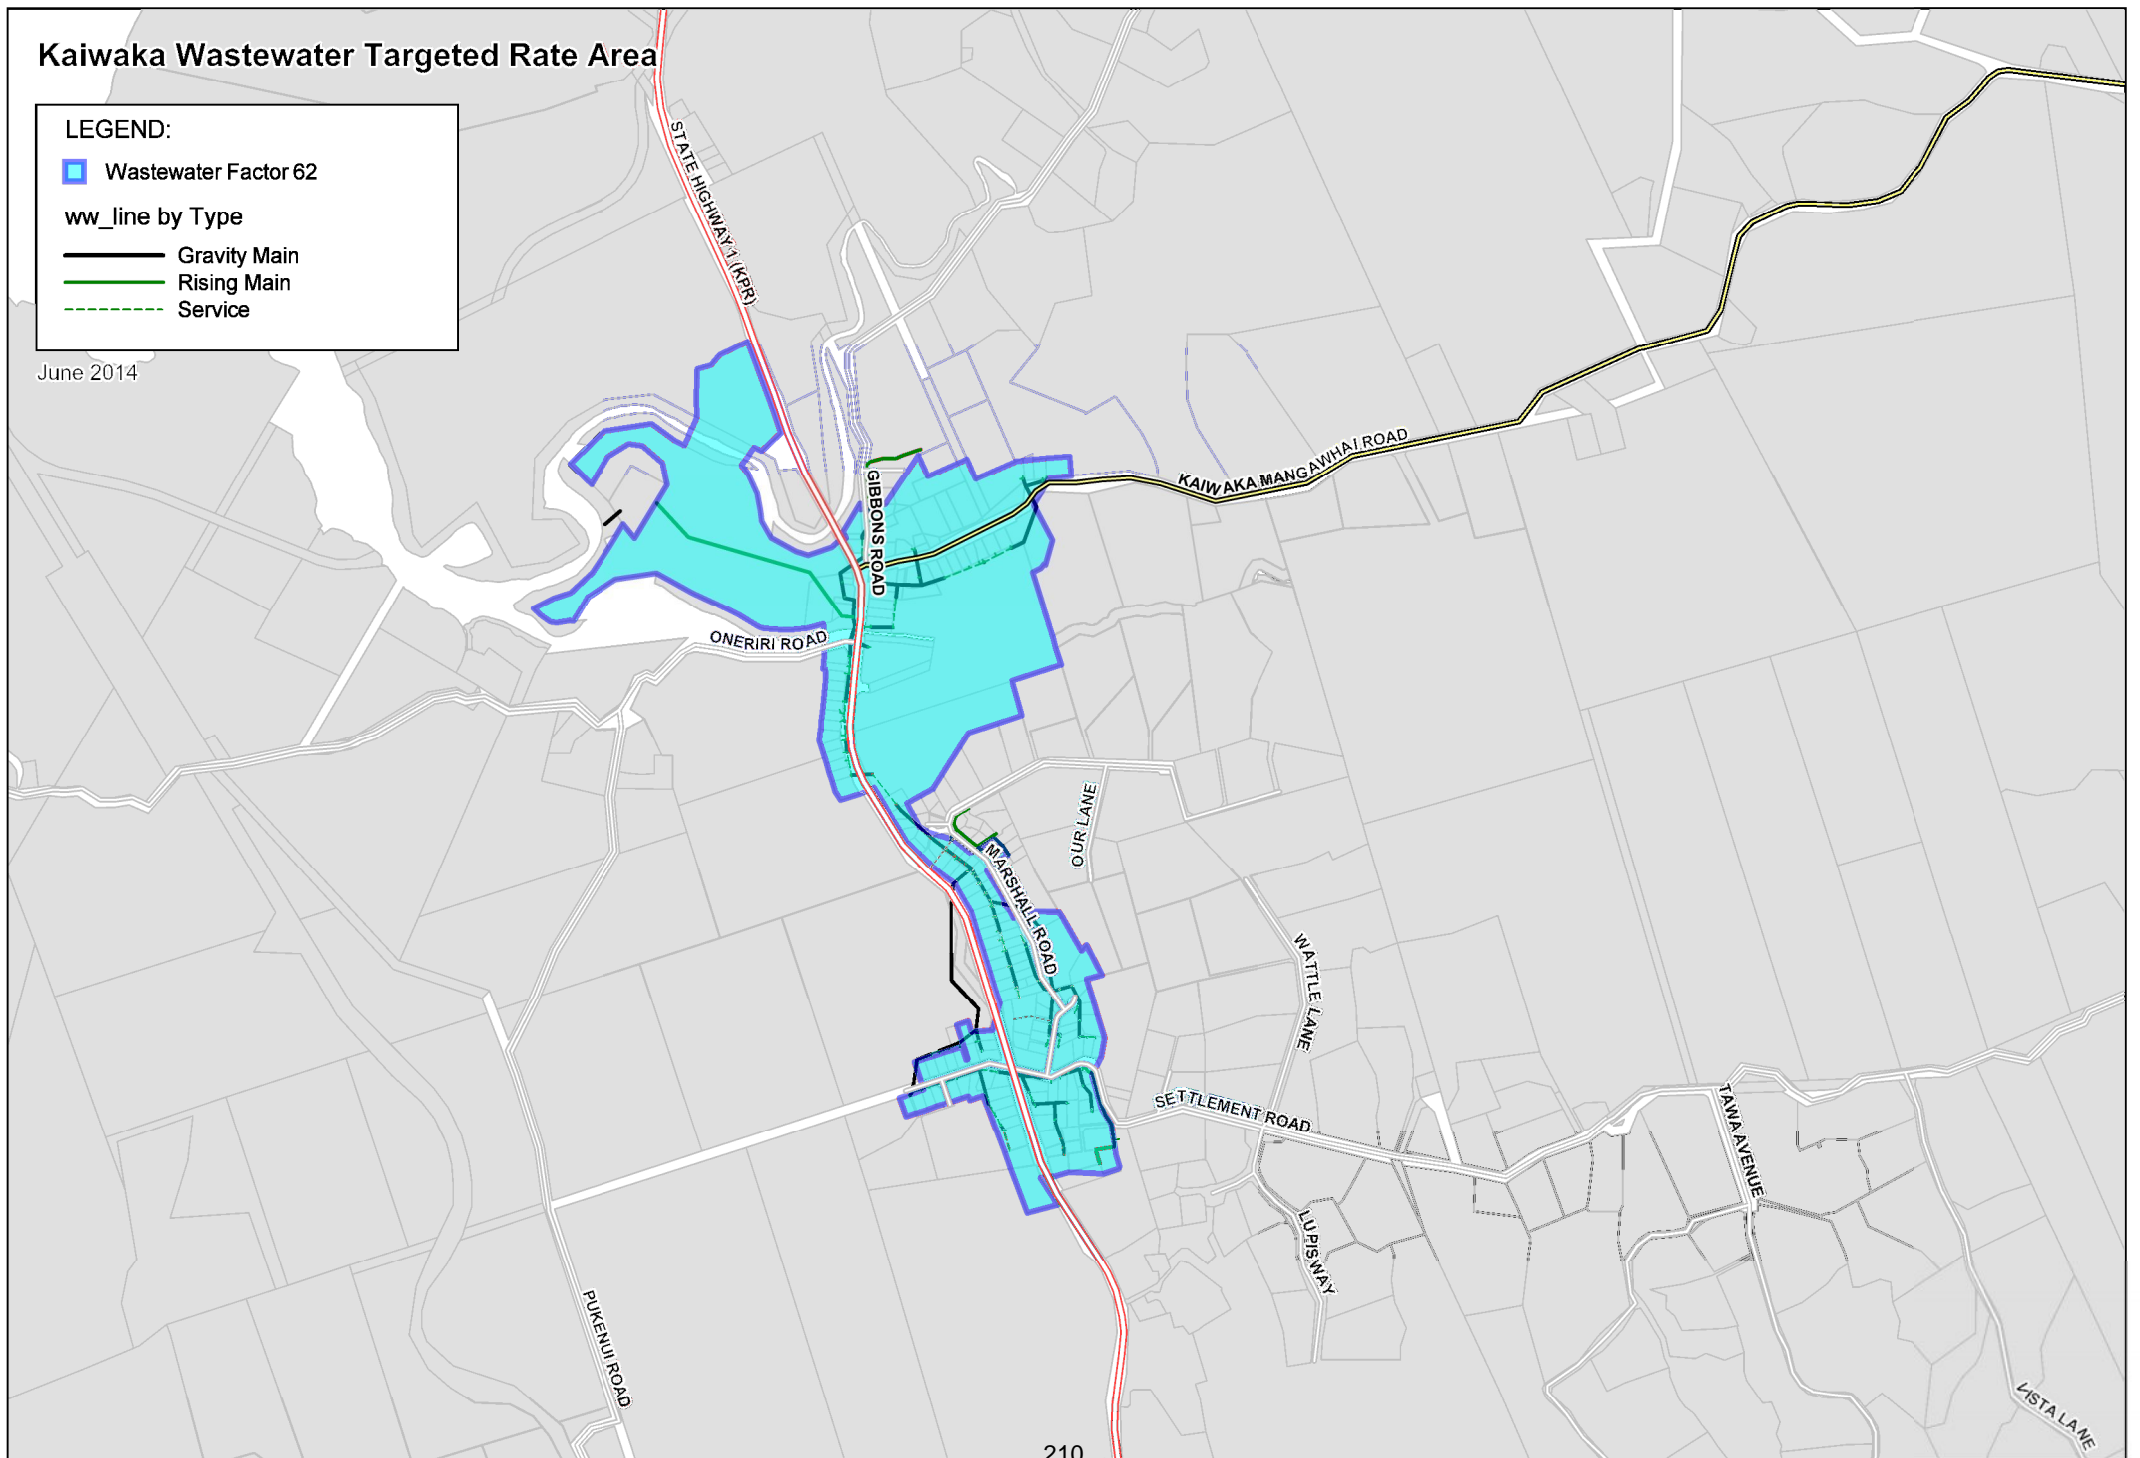 Kaiwaka Wastewater Targeted Rate Area
LEGEND:
Wastewater Factor 62
ww_line by Type
Gravity Main
Rising Main
Service
June 2014
STATE HIGHWAY 1 (KPR)
KAIWAKA MANGAWHAI ROAD
GIBBONS ROAD
ONERIRI ROAD
OUR LANE
MARSHALL ROAD
WATTLE LANE
SETTLEMENT ROAD
TAWA AVENUE
LUPIS WAY
PUKENUI ROAD
VISTA LANE
210